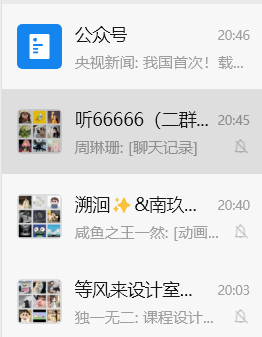 公众号 20:46
央视新闻: 我国首次！载...
听66666（二群... 20:45
周琳珊: [聊天记录]
溯洄✨&南玖... 20:40
咸鱼之王一然: [动画...
等风来设计室... 20:03
独一无二: 课程设计...